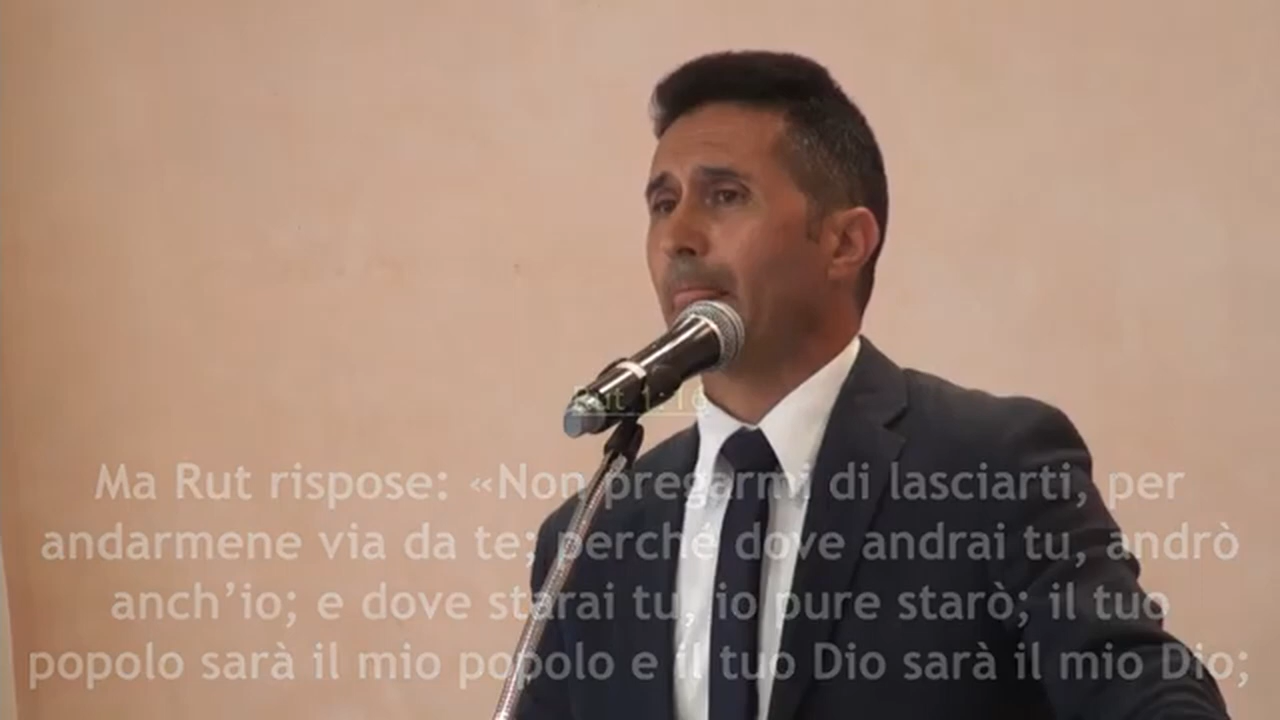 Rut 1:16
Ma Rut rispose: «Non pregarmi di lasciarti, per
andarmene via da te; perché dove andrai tu, andrò
anch’io; e dove starai tu, io pure starò; il tuo
popolo sarà il mio popolo e il tuo Dio sarà il mio Dio;